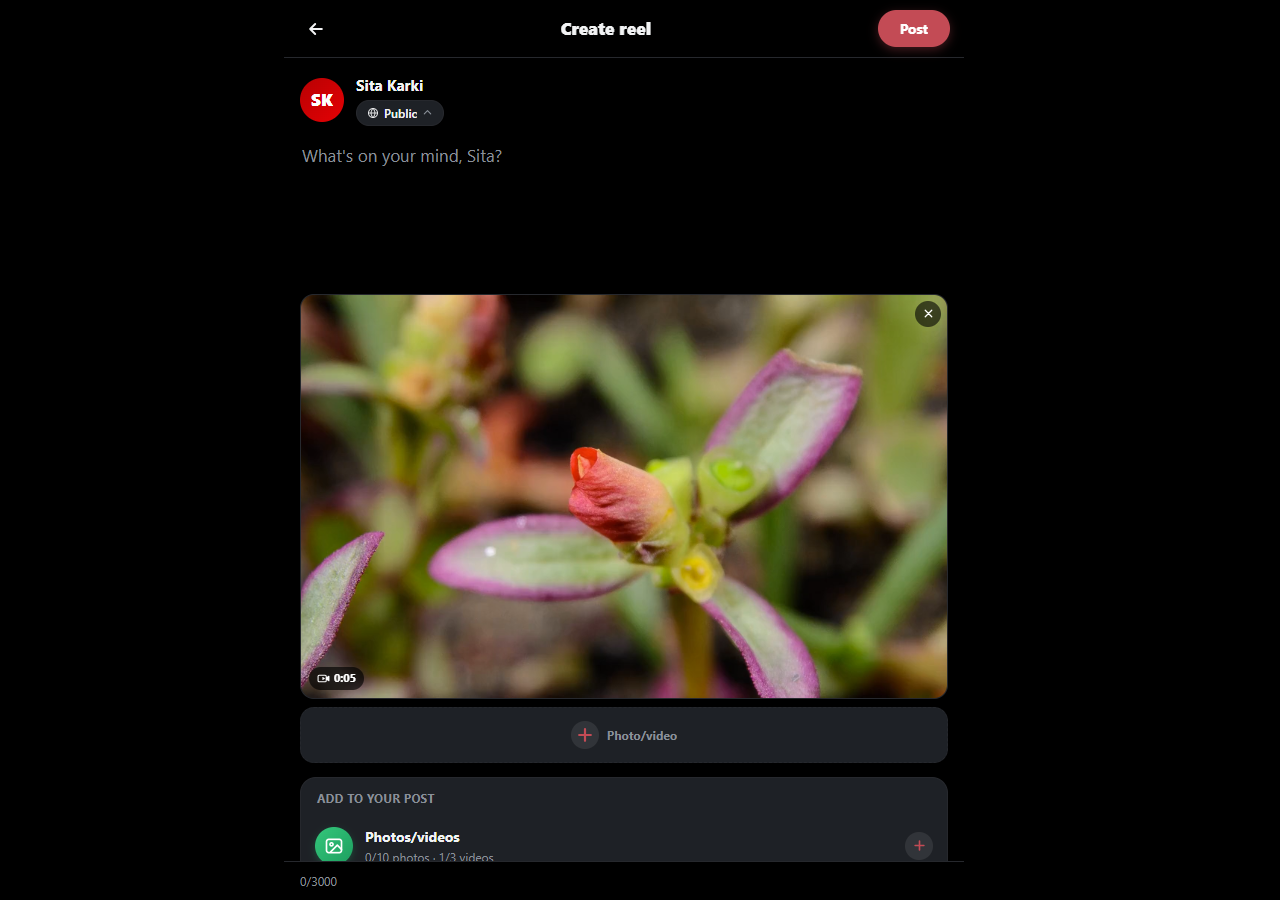 Create reel
Post
SK
Sita Karki
Public
What's on your mind, Sita?
0:05
Photo/video
ADD TO YOUR POST
Photos/videos
0/10 photos · 1/3 videos
0/3000